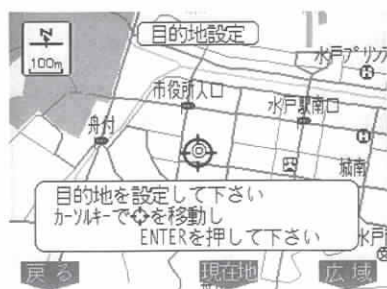 目的地設定
100m
水戸プリン
市役所入口
水戸駅南口
舟付
城南
目的地を設定して下さい
カーソルキーで を移動し
ENTERを押して下さい
水戸
戻る
現在地
広域